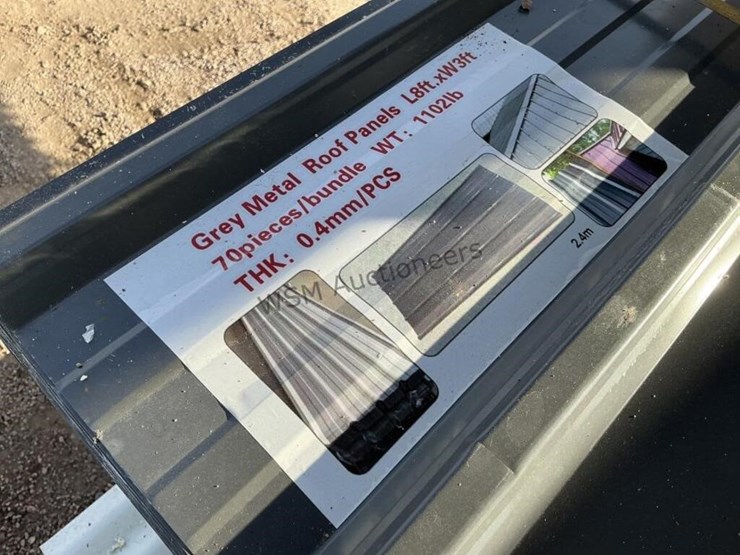 Grey Metal Roof Panels L8ft.xW3ft
70pieces/bundle WT: 1102lb
THK: 0.4mm/PCS
WSM Auctioneers
2.4m